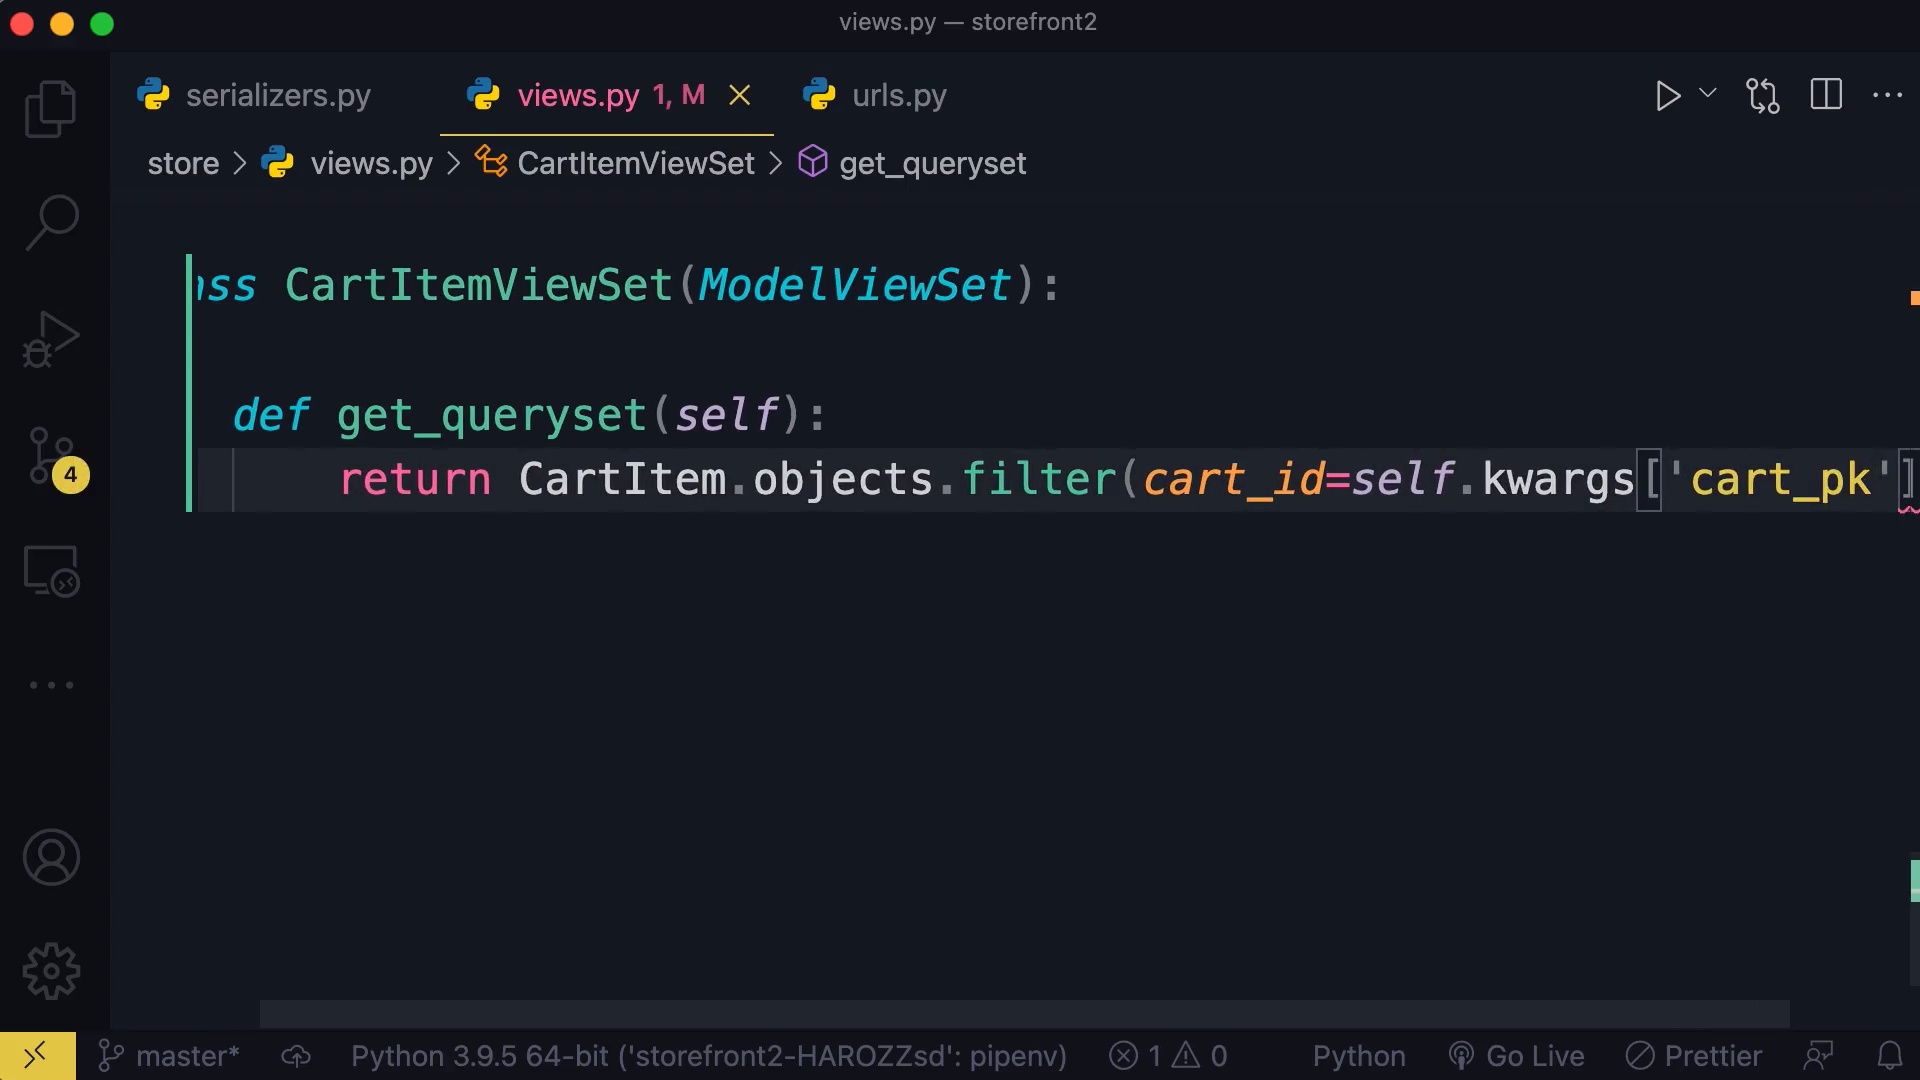 views.py — storefront2
serializers.py views.py 1, M urls.py
store > views.py > CartItemViewSet > get_queryset
ass CartItemViewSet(ModelViewSet):
def get_queryset(self):
return CartItem.objects.filter(cart_id=self.kwargs['cart_pk']
4
master* Python 3.9.5 64-bit ('storefront2-HAROZZsd': pipenv) 1 0 Python Go Live Prettier